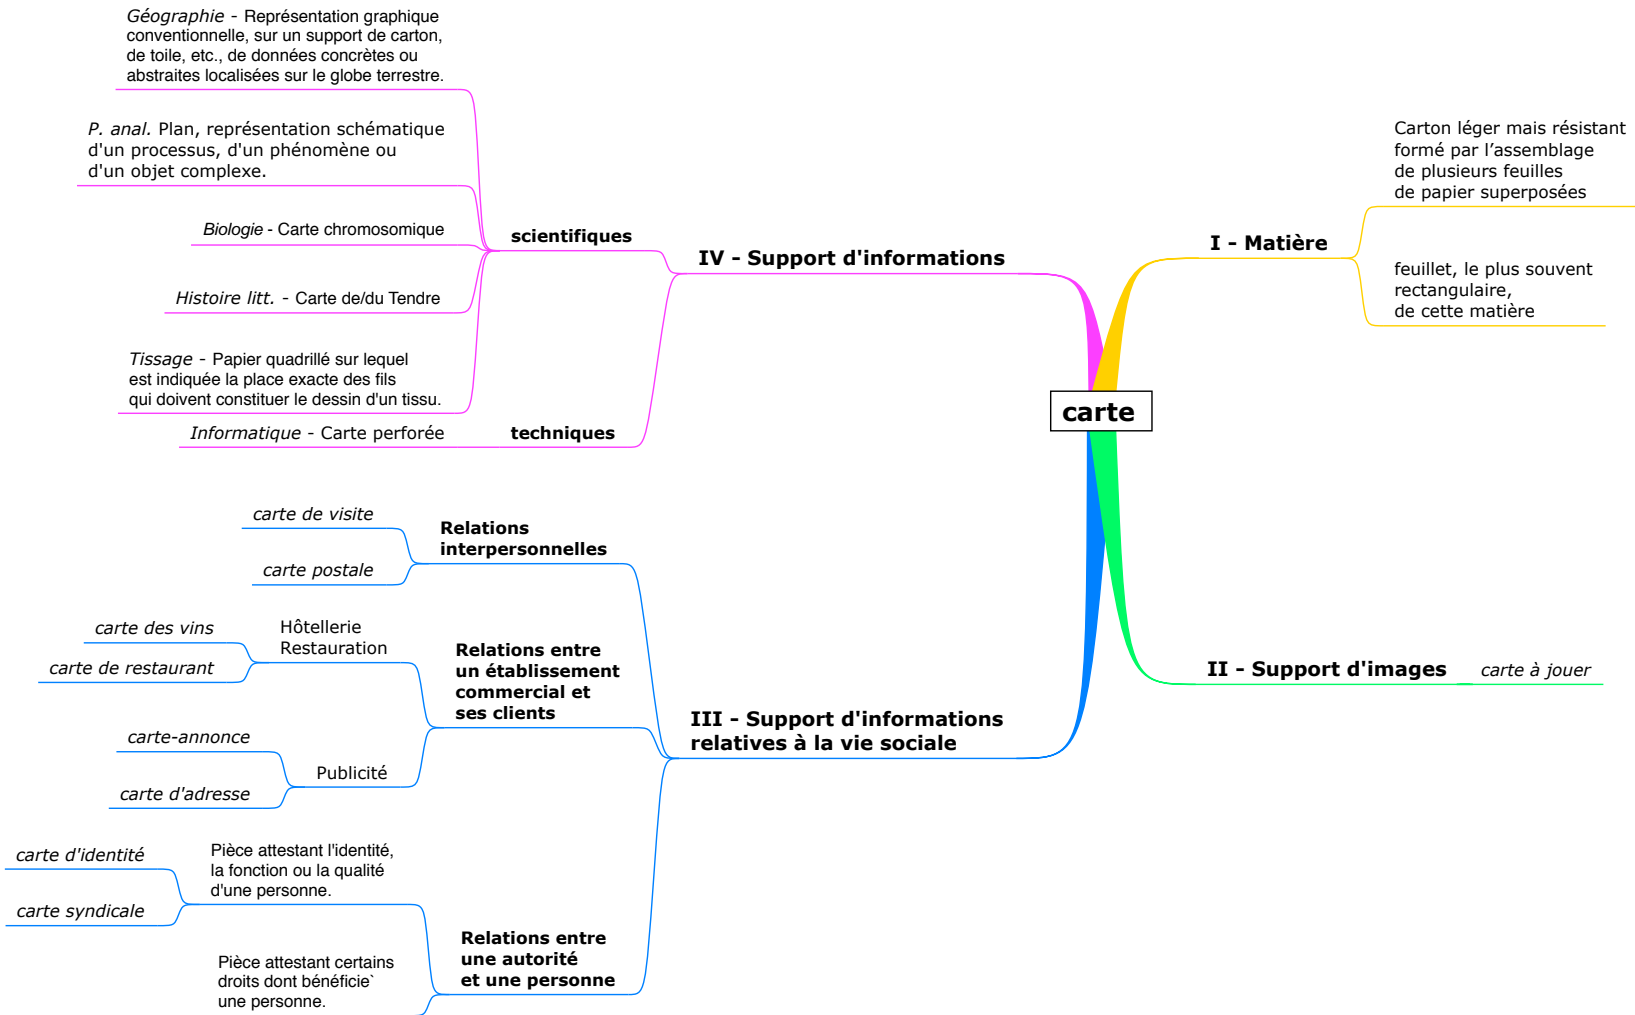 carte
I - Matière
Carton léger mais résistant
formé par l’assemblage
de plusieurs feuilles
de papier superposées
feuillet, le plus souvent
rectangulaire,
de cette matière
II - Support d'images
carte à jouer
III - Support d'informations
relatives à la vie sociale
Relations
interpersonnelles
carte de visite
carte postale
Relations entre
un établissement
commercial et
ses clients
Hôtellerie
Restauration
carte des vins
carte de restaurant
Publicité
carte-annonce
carte d'adresse
Relations entre
une autorité
et une personne
Pièce attestant l'identité,
la fonction ou la qualité
d'une personne.
carte d'identité
carte syndicale
Pièce attestant certains
droits dont bénéficie`
une personne.
IV - Support d'informations
scientifiques
Géographie - Représentation graphique
conventionnelle, sur un support de carton,
de toile, etc., de données concrètes ou
abstraites localisées sur le globe terrestre.
P. anal. Plan, représentation schématique
d'un processus, d'un phénomène ou
d'un objet complexe.
Biologie - Carte chromosomique
Histoire litt. - Carte de/du Tendre
Tissage - Papier quadrillé sur lequel
est indiquée la place exacte des fils
qui doivent constituer le dessin d'un tissu.
techniques
Informatique - Carte perforée